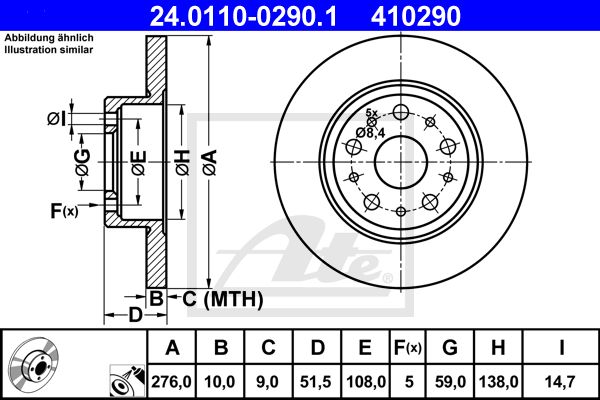 24.0110-0290.1 410290
Abbildung ähnlich
Illustration similar
5x
Ø8,4
ØI
ØG
ØE
ØH
ØA
F(x)
B
C (MTH)
D
Ate
A B C D E F(x) G H I
276,0 10,0 9,0 51,5 108,0 5 59,0 138,0 14,7